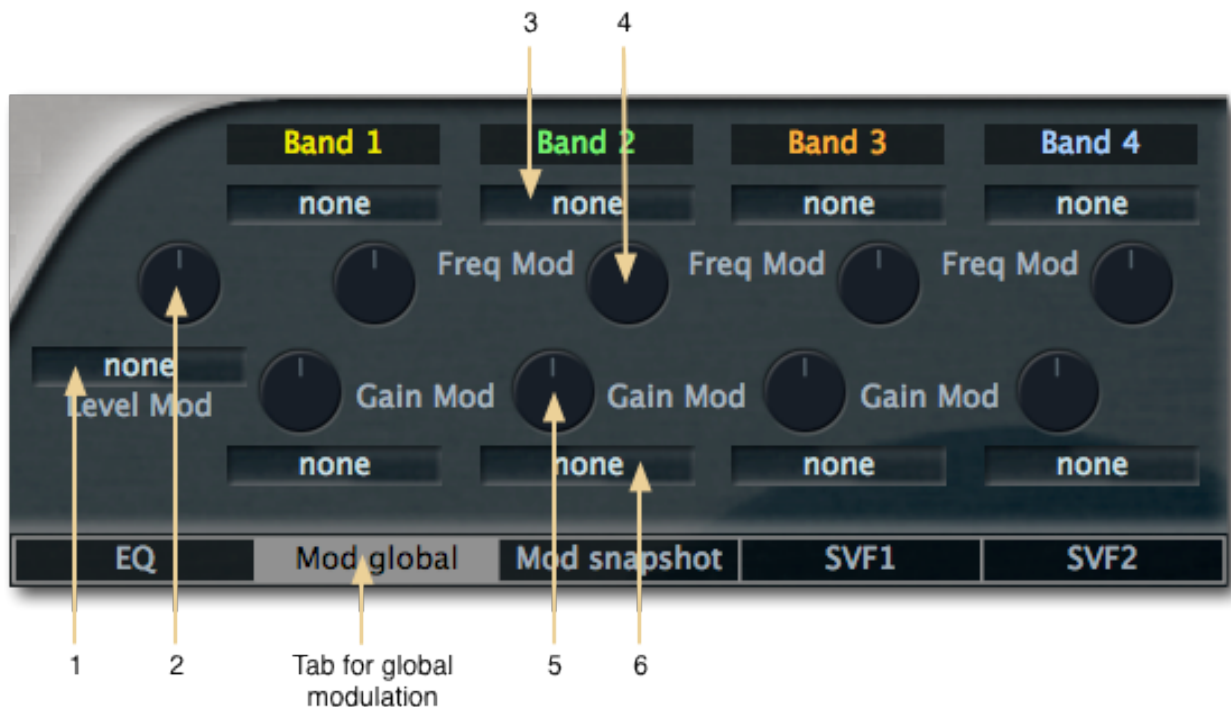 3 4
Band 1 Band 2 Band 3 Band 4
none none none none
Freq Mod Freq Mod Freq Mod
none
Level Mod
Gain Mod Gain Mod Gain Mod
none none none none
EQ Mod global Mod snapshot SVF1 SVF2
1 2 Tab for global 5 6
modulation